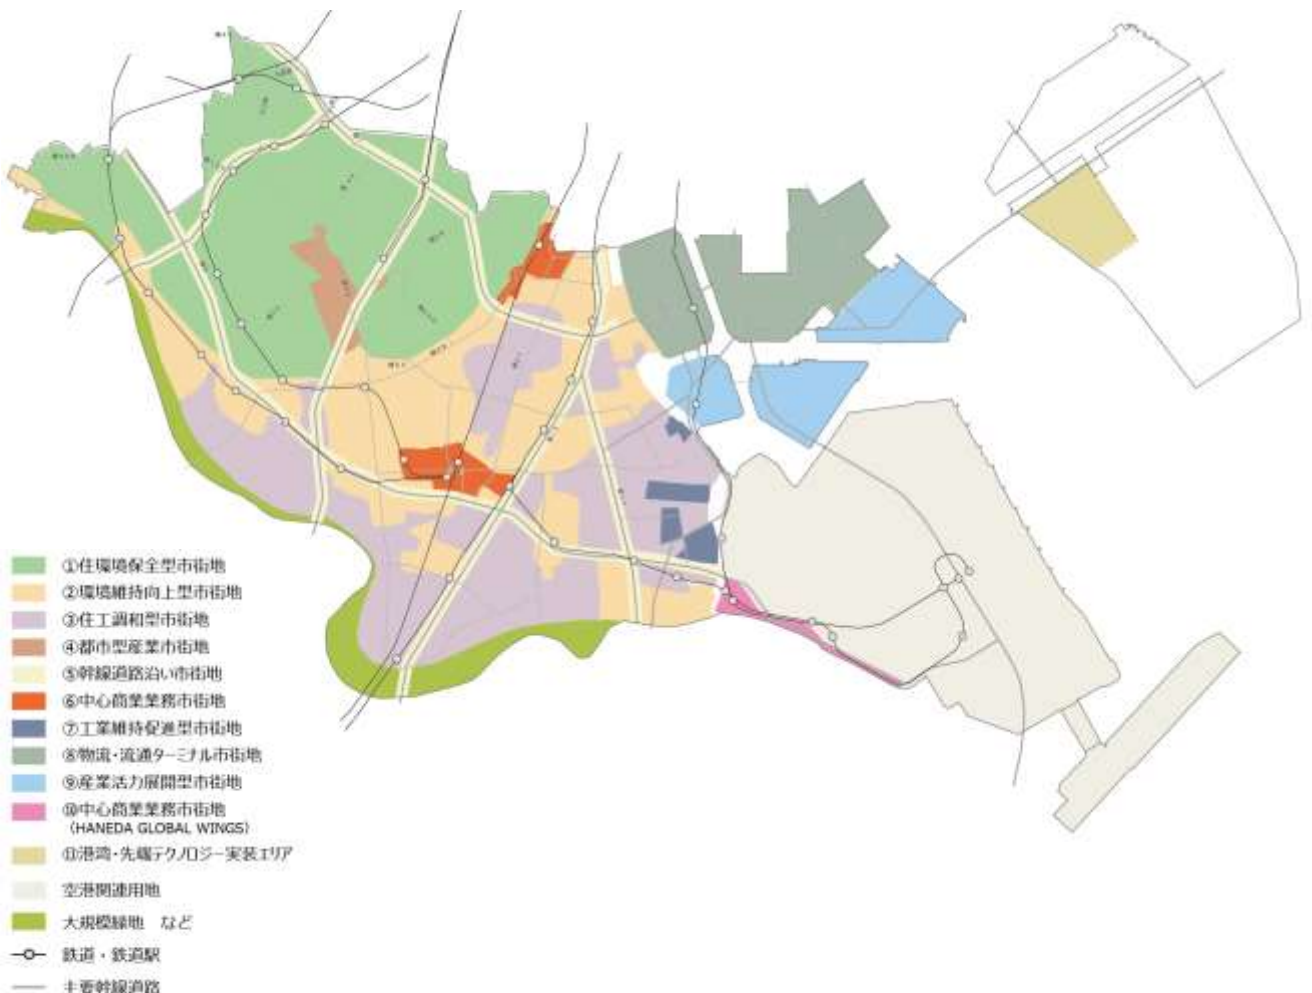 ①住環境保全型市街地
②環境維持向上型市街地
③住工調和型市街地
④都市型産業市街地
⑤幹線道路沿い市街地
⑥中心商業業務市街地
⑦工業維持促進型市街地
⑧物流・流通ターミナル市街地
⑨産業活力展開型市街地
⑩中心商業業務市街地
(HANEDA GLOBAL WINGS)
⑪港湾・先端テクノロジー実装エリア
空港関連用地
大規模緑地 など
鉄道・鉄道駅
主要幹線道路